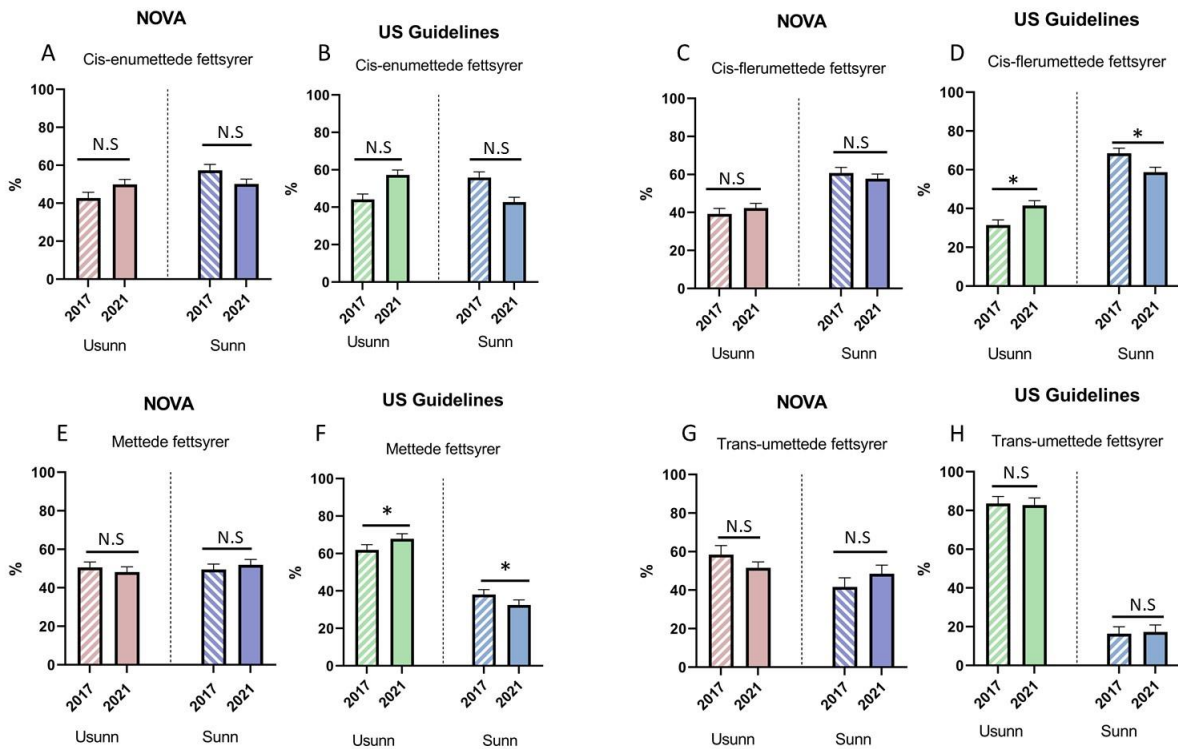 NOVA
A
Cis-enumettede fettsyrer
%
100
80
60
40
20
0
N.S
N.S
2017
2021
2017
2021
Usunn
Sunn
US Guidelines
B
Cis-enumettede fettsyrer
%
100
80
60
40
20
0
N.S
N.S
2017
2021
2017
2021
Usunn
Sunn
NOVA
C
Cis-flerumettede fettsyrer
%
100
80
60
40
20
0
N.S
N.S
2017
2021
2017
2021
Usunn
Sunn
US Guidelines
D
Cis-flerumettede fettsyrer
%
100
80
60
40
20
0
*
*
2017
2021
2017
2021
Usunn
Sunn
NOVA
E
Mettede fettsyrer
%
100
80
60
40
20
0
N.S
N.S
2017
2021
2017
2021
Usunn
Sunn
US Guidelines
F
Mettede fettsyrer
%
100
80
60
40
20
0
*
*
2017
2021
2017
2021
Usunn
Sunn
NOVA
G
Trans-umettede fettsyrer
%
100
80
60
40
20
0
N.S
N.S
2017
2021
2017
2021
Usunn
Sunn
US Guidelines
H
Trans-umettede fettsyrer
%
100
80
60
40
20
0
N.S
N.S
2017
2021
2017
2021
Usunn
Sunn